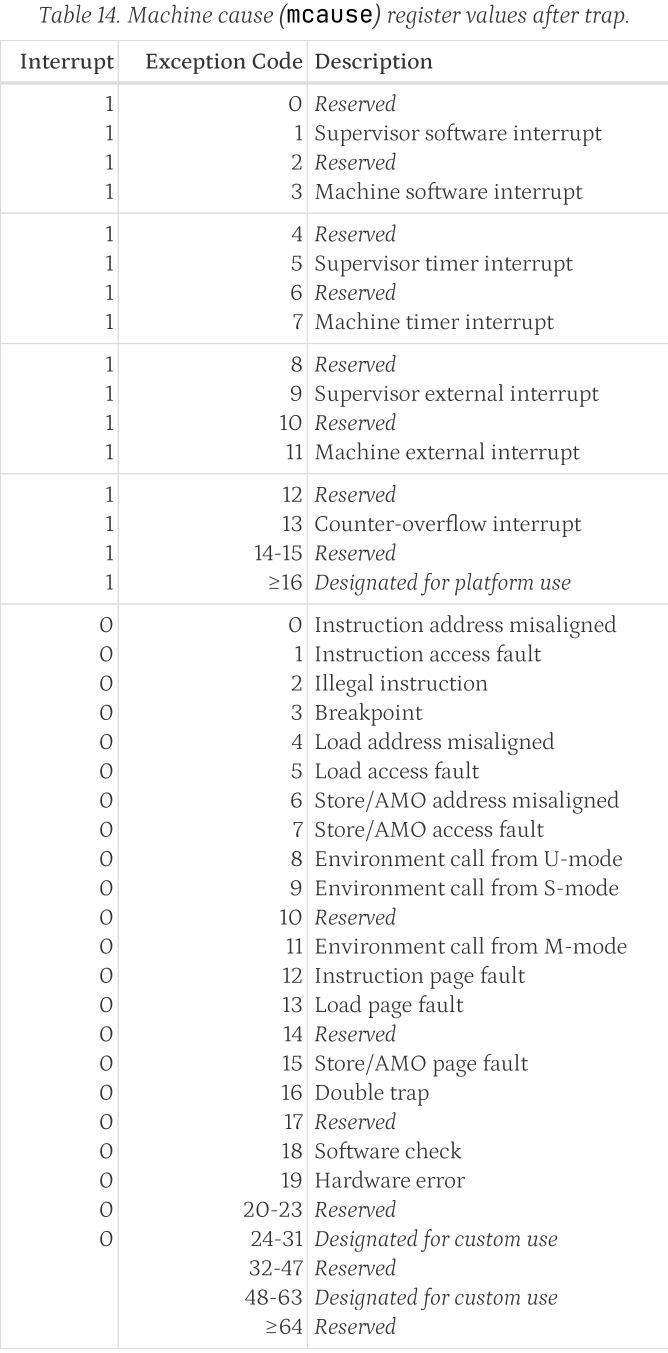 Table 14. Machine cause (mcause) register values after trap.
Interrupt Exception Code Description
1 0 Reserved
1 1 Supervisor software interrupt
1 2 Reserved
1 3 Machine software interrupt
1 4 Reserved
1 5 Supervisor timer interrupt
1 6 Reserved
1 7 Machine timer interrupt
1 8 Reserved
1 9 Supervisor external interrupt
1 10 Reserved
1 11 Machine external interrupt
1 12 Reserved
1 13 Counter-overflow interrupt
1 14-15 Reserved
1 ≥16 Designated for platform use
0 0 Instruction address misaligned
0 1 Instruction access fault
0 2 Illegal instruction
0 3 Breakpoint
0 4 Load address misaligned
0 5 Load access fault
0 6 Store/AMO address misaligned
0 7 Store/AMO access fault
0 8 Environment call from U-mode
0 9 Environment call from S-mode
0 10 Reserved
0 11 Environment call from M-mode
0 12 Instruction page fault
0 13 Load page fault
0 14 Reserved
0 15 Store/AMO page fault
0 16 Double trap
0 17 Reserved
0 18 Software check
0 19 Hardware error
0 20-23 Reserved
0 24-31 Designated for custom use
32-47 Reserved
48-63 Designated for custom use
≥64 Reserved